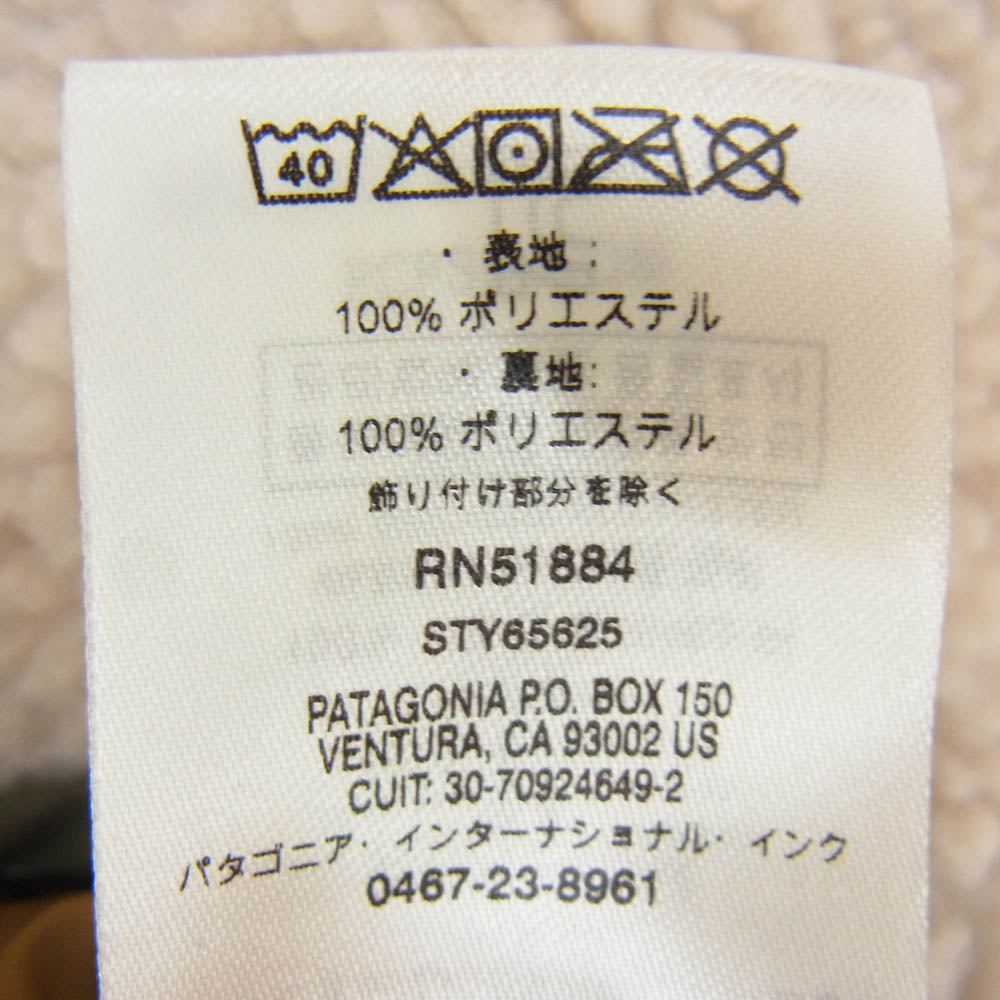 40
・表地:
100% ポリエステル
・裏地:
100% ポリエステル
飾り付け部分を除く
RN51884
STY65625
PATAGONIA P.O. BOX 150
VENTURA, CA 93002 US
CUIT: 30-70924649-2
パタゴニア・インターナショナル・インク
0467-23-8961